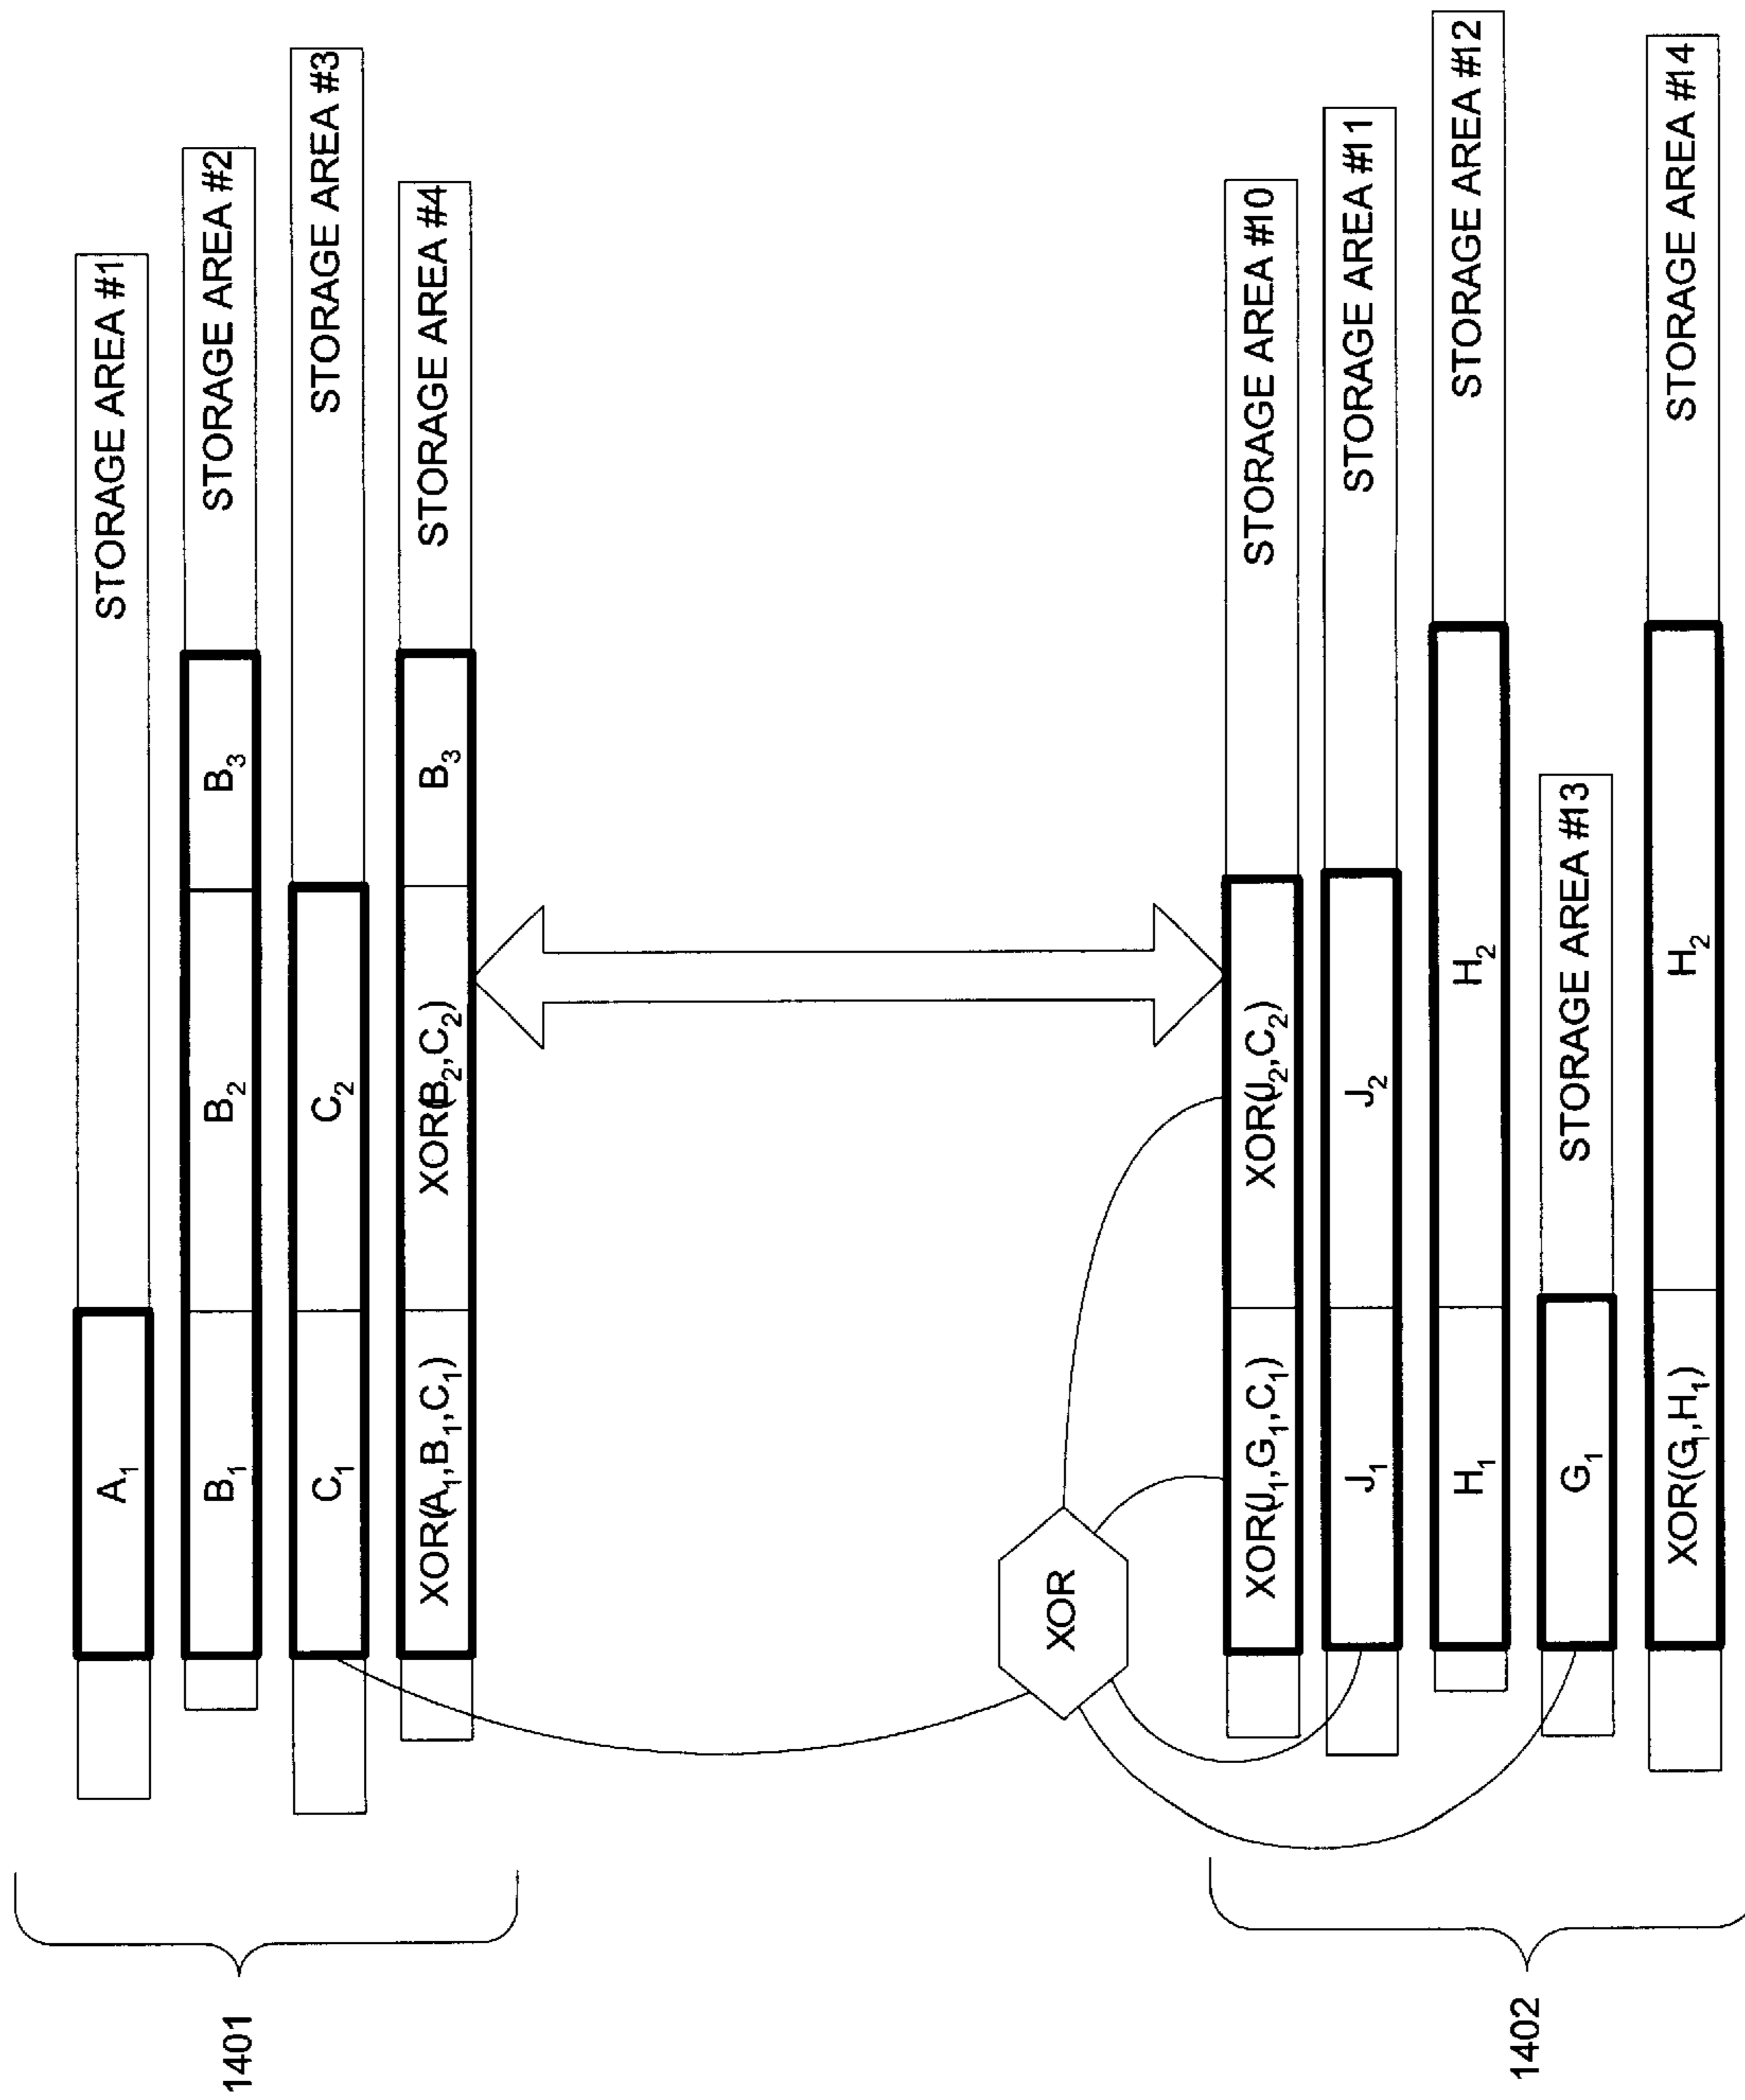 1401
A₁ STORAGE AREA #1
B₁ B₂ B₃ STORAGE AREA #2
C₁ C₂ STORAGE AREA #3
XOR(A₁,B₁,C₁) XOR(B₂,C₂) B₃ STORAGE AREA #4
XOR
1402
XOR(J₁,G₁,C₁) XOR(J₂,C₂) STORAGE AREA #10
J₁ J₂ STORAGE AREA #11
H₁ H₂ STORAGE AREA #12
G₁ STORAGE AREA #13
XOR(G₁,H₁) H₂ STORAGE AREA #14